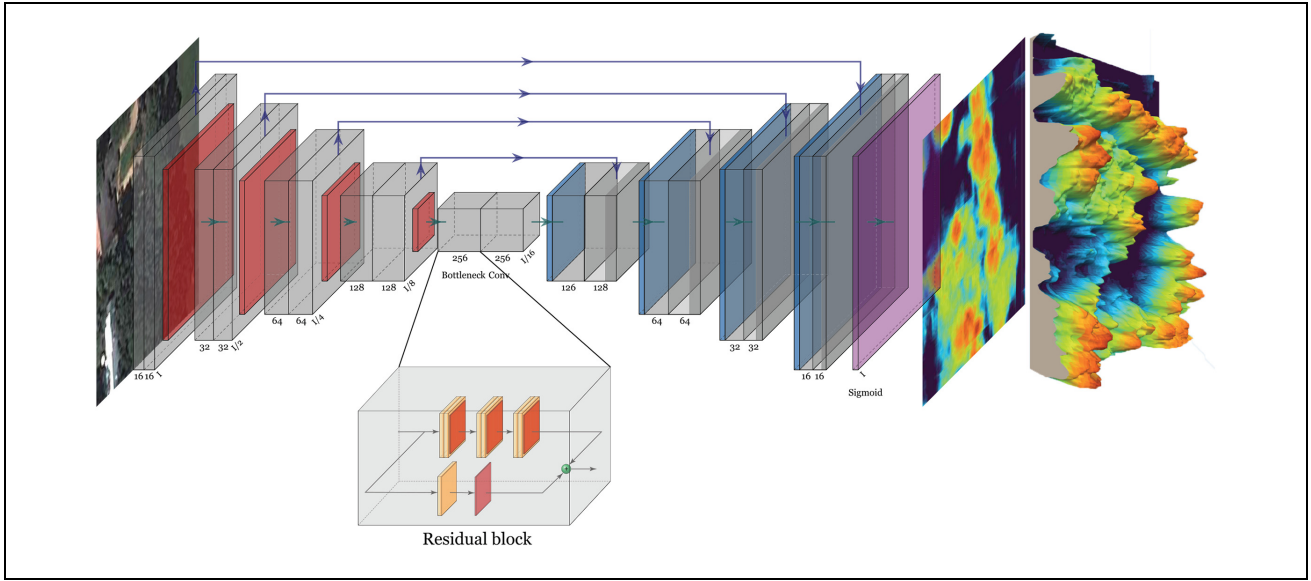 16 16 1
32 32 1/2
64 64 1/4
128 128 1/8
256 256 1/16
Bottleneck Conv
126 128
64 64
32 32
16 16
1
Sigmoid
Residual block